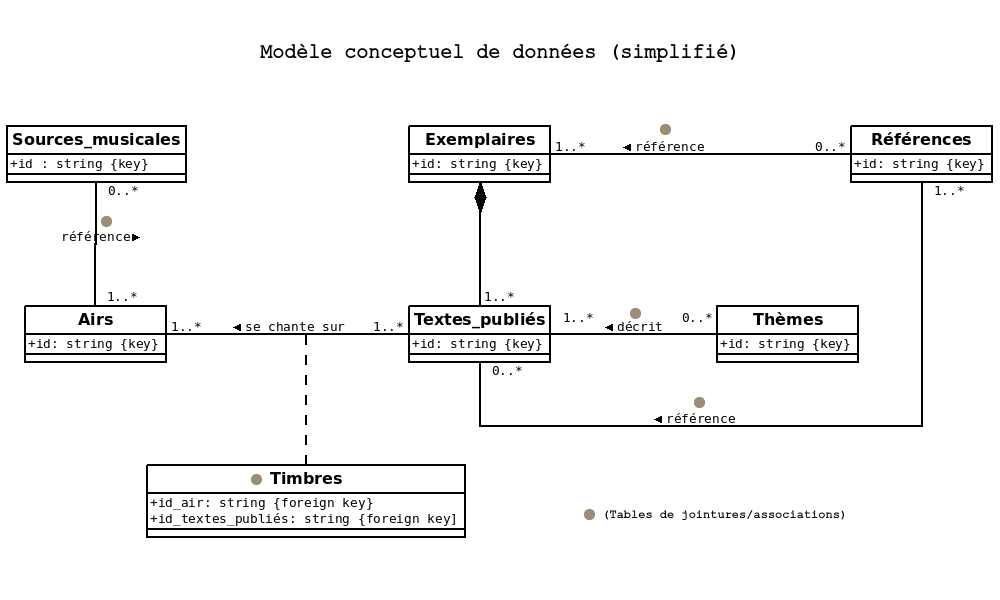 Modèle conceptuel de données (simplifié)
Sources_musicales
+id : string {key}
0..*
référence
1..*
Exemplaires
+id: string {key}
1..*
référence
0..*
Références
+id: string {key}
1..*
Airs
+id: string {key}
1..*
se chante sur
1..*
1..*
Textes_publiés
+id: string {key}
0..*
1..*
décrit
0..*
Thèmes
+id: string {key}
référence
Timbres
+id_air: string {foreign key}
+id_textes_publiés: string {foreign key]
(Tables de jointures/associations)